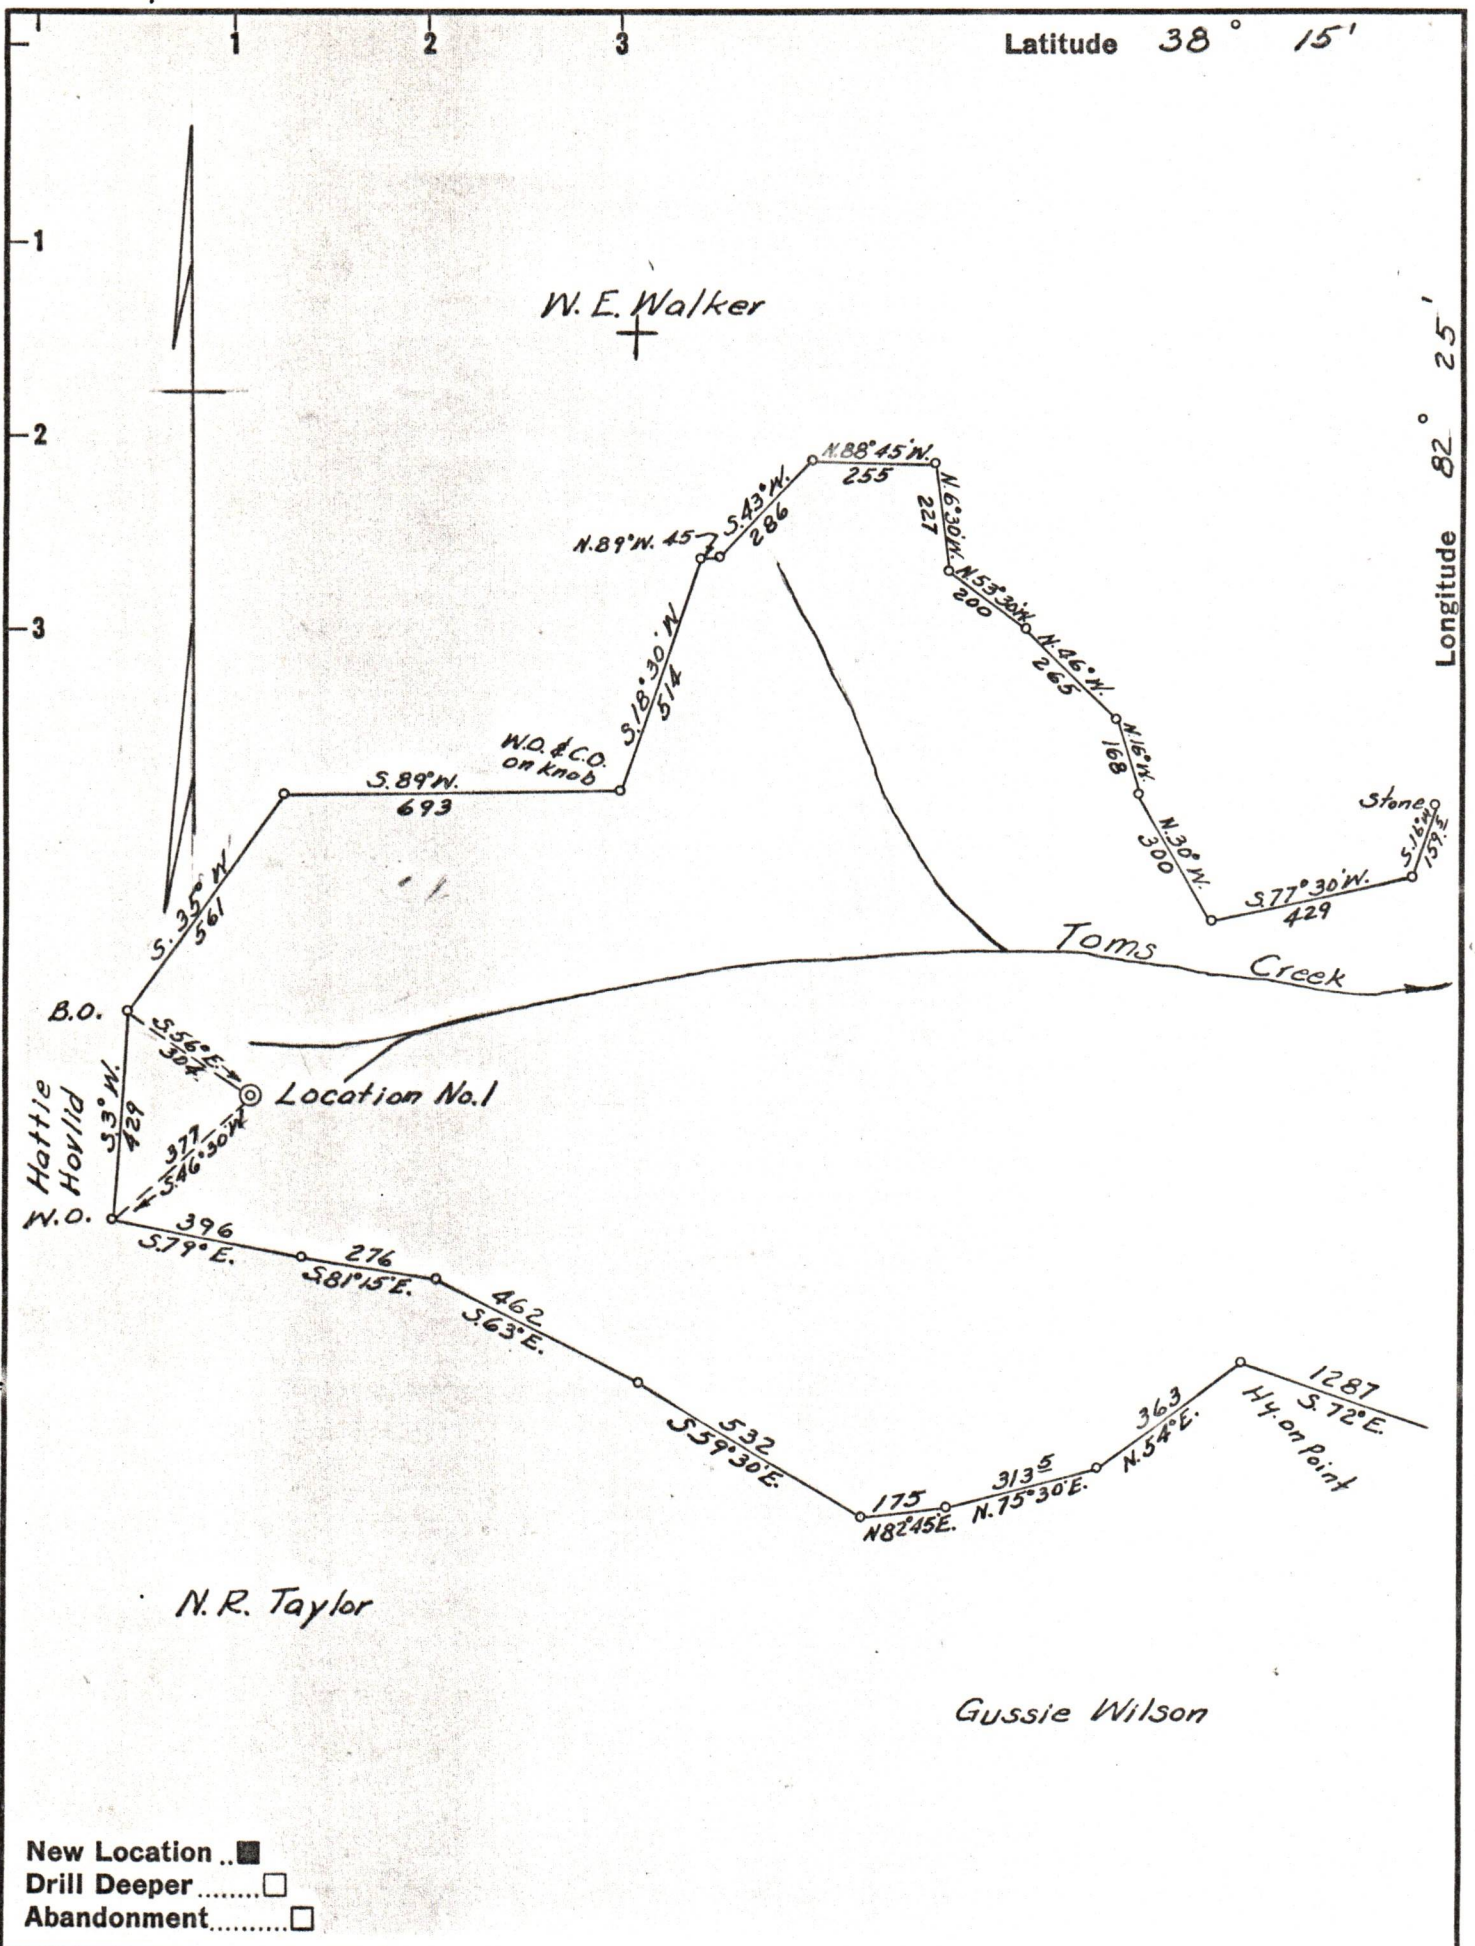 1 2 3 Latitude 38° 15'
1
2
3
Longitude 82° 25'
W. E. Walker
N.88°45'W.
255
N.6°30'W.
227
S.43°W.
286
N.89°W. 45
N.53°30'W.
200
N.46°W.
265
S.18°30'W
514
N.16°W.
168
W.O. & C.O.
on knob
S.89°W.
693
N.30°W.
300
Stone
S.16°W
159.5
S.77°30'W.
429
S.35°W
561
Toms Creek
B.O.
S.56°E.
304
Location No.1
Hattie
Hovlid
S.3°W.
429
377
S.46°30'W
W.O.
396
S.79°E.
276
S.81°15'E.
462
S.63°E.
532
S.59°30'E.
175
N82°45'E.
313 5
N.75°30'E.
363
N.54°E.
1287
S.72°E.
Hy. on Point
N. R. Taylor
Gussie Wilson
New Location ..■
Drill Deeper ........□
Abandonment..........□